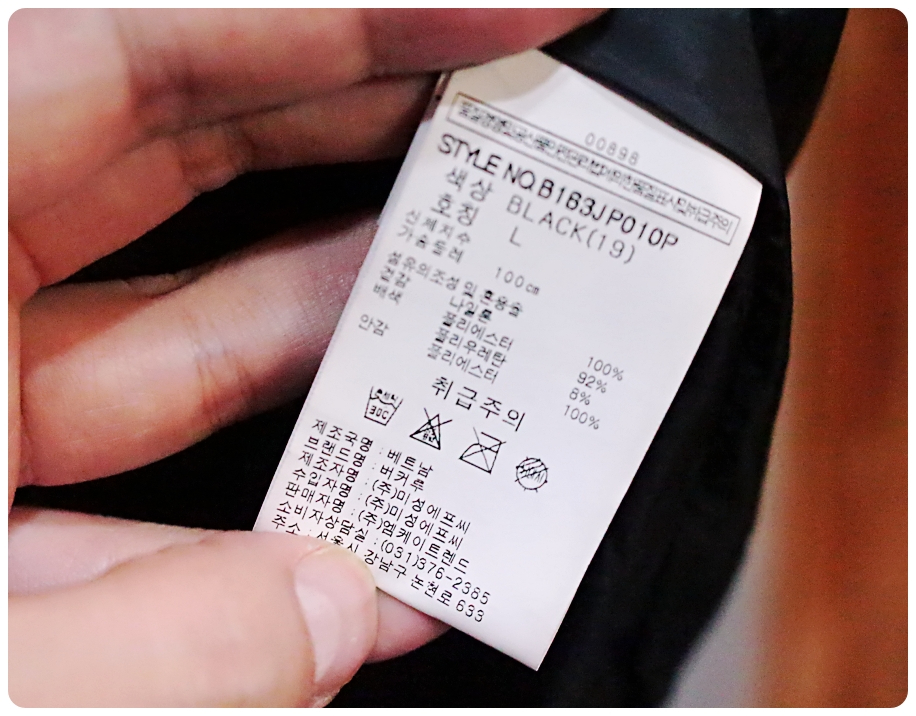 00898
STYLE NO.B163JP010P
색상 BLACK(19)
호칭 L
신체치수
가슴둘레 100cm
섬유의조성 및 혼용율
겉감 나일론 100%
배색 폴리에스터 92%
폴리우레탄 8%
안감 폴리에스터 100%
취급주의
제조국명 : 베트남
브랜드명 : 버커루
제조자명 : (주)미성에프씨
수입자명 : (주)미성에프씨
판매자명 : (주)엠케이트렌드
소비자상담실 : (031)376-2385
주소 : 서울시 강남구 논현로 633